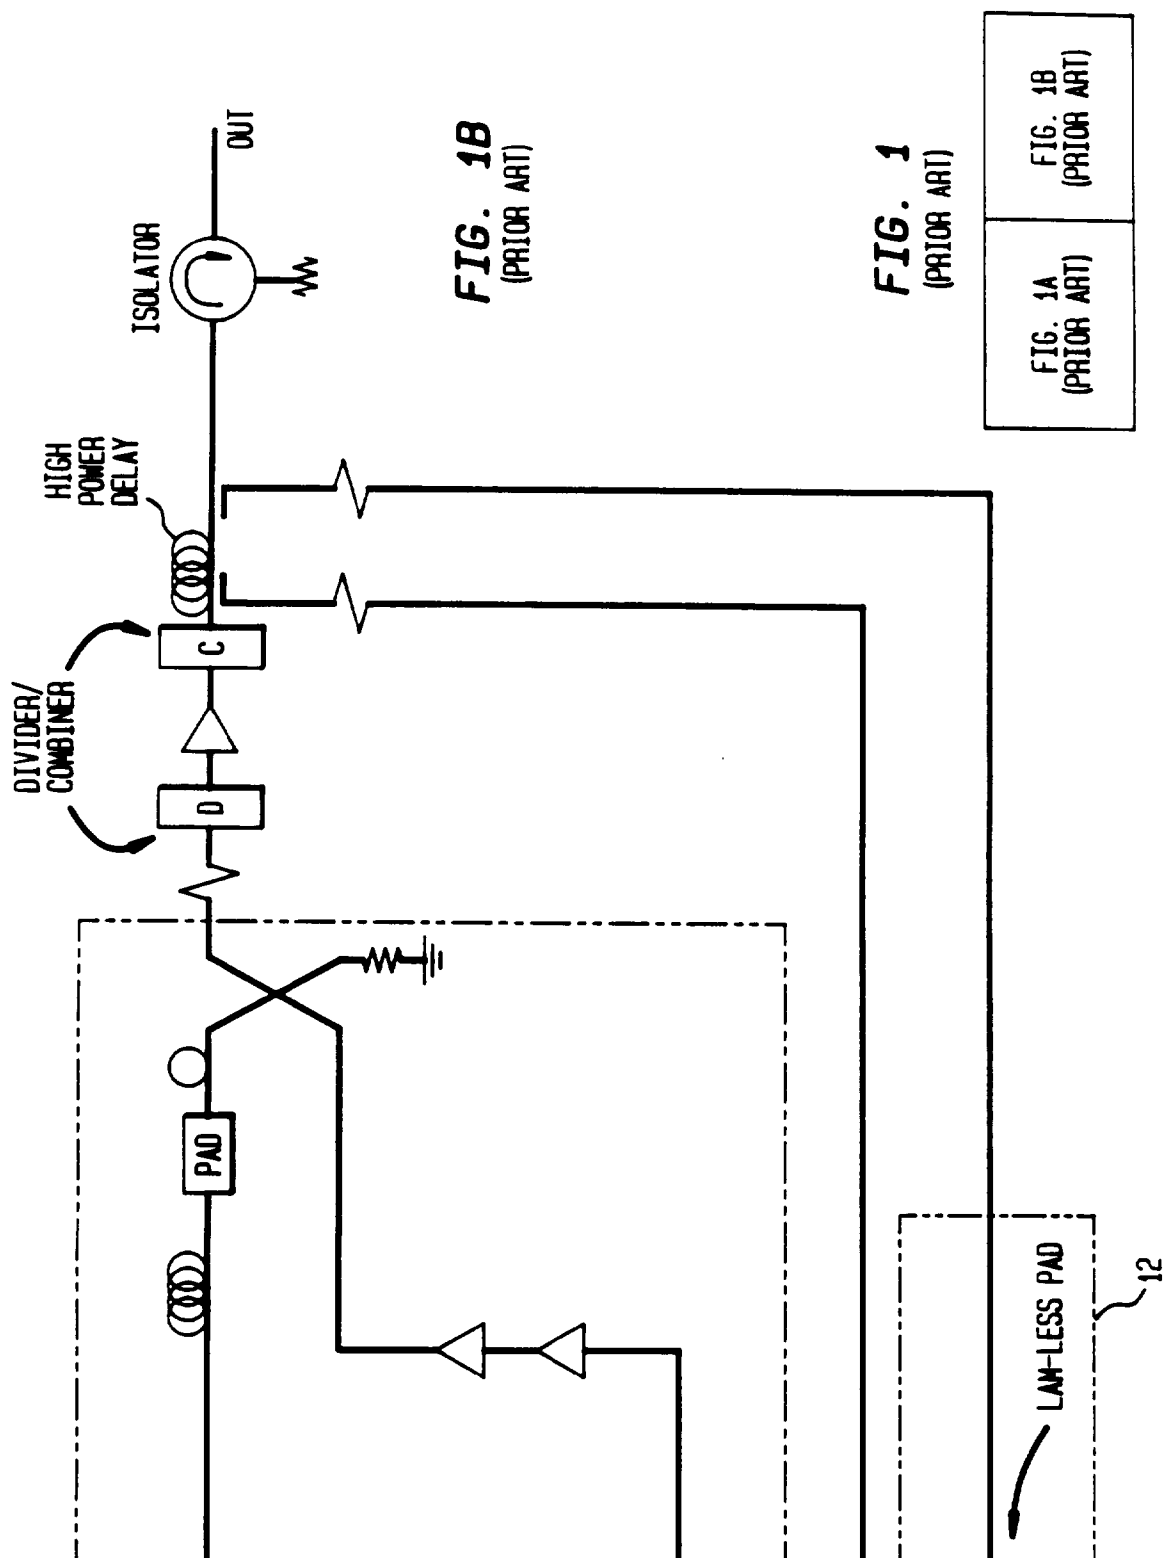 DIVIDER/
COMBINER
HIGH
POWER
DELAY
ISOLATOR
OUT
PAD
D
C
FIG. 1B
(PRIOR ART)
LAM-LESS PAD
12
FIG. 1
(PRIOR ART)
FIG. 1A
(PRIOR ART)
FIG. 1B
(PRIOR ART)